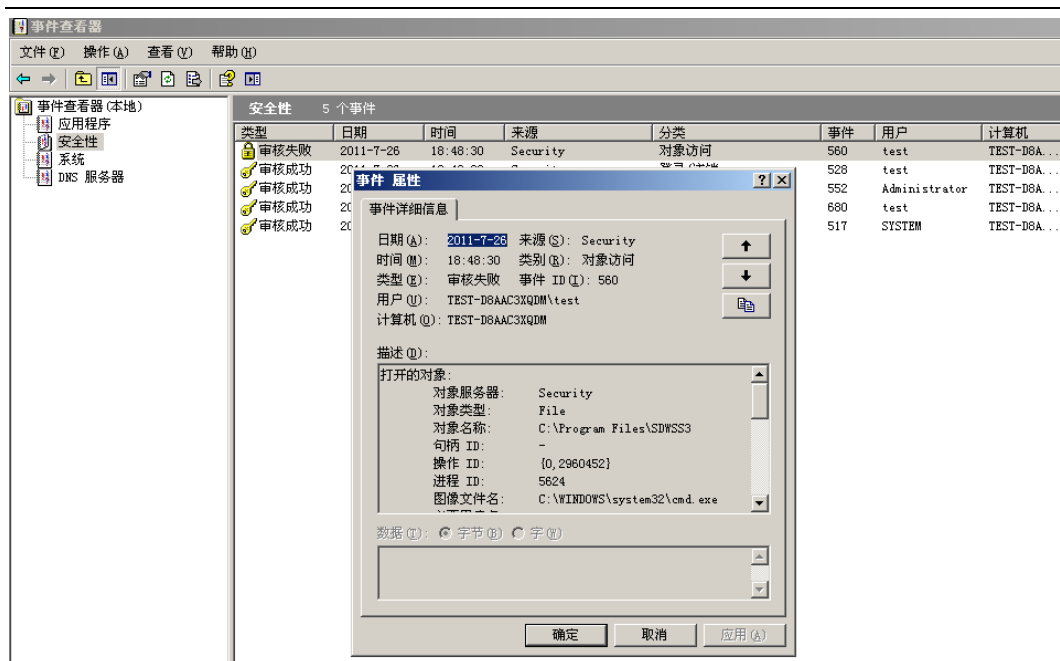 事件查看器
文件(F) 操作(A) 查看(V) 帮助(H)
事件查看器(本地)
应用程序
安全性
系统
DNS 服务器
安全性 5 个事件
类型 日期 时间 来源 分类 事件 用户 计算机
审核失败 2011-7-26 18:48:30 Security 对象访问 560 test TEST-D8A...
审核成功 20 528 test TEST-D8A...
审核成功 20 552 Administrator TEST-D8A...
审核成功 20 680 test TEST-D8A...
审核成功 20 517 SYSTEM TEST-D8A...
事件 属性
事件详细信息
日期(A): 2011-7-26 来源(S): Security
时间(M): 18:48:30 类别(R): 对象访问
类型(E): 审核失败 事件 ID(I): 560
用户(U): TEST-D8AAC3XQDM\test
计算机(O): TEST-D8AAC3XQDM
描述(D):
打开的对象:
对象服务器: Security
对象类型: File
对象名称: C:\Program Files\SDWSS3
句柄 ID: -
操作 ID: {0,2960452}
进程 ID: 5624
图像文件名: C:\WINDOWS\system32\cmd.exe
数据(T): 字节(B) 字(W)
确定 取消 应用(A)